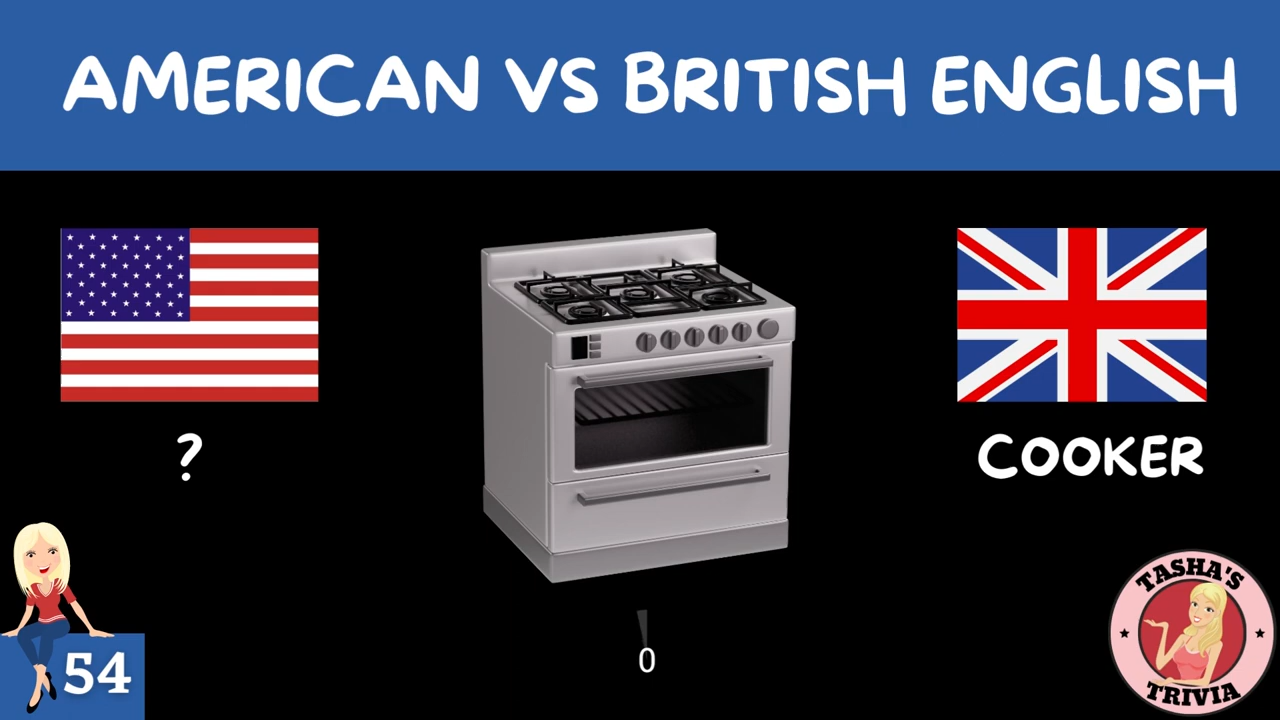 AMERICAN VS BRITISH ENGLISH
?
COOKER
54
0
TASHA'S
TRIVIA